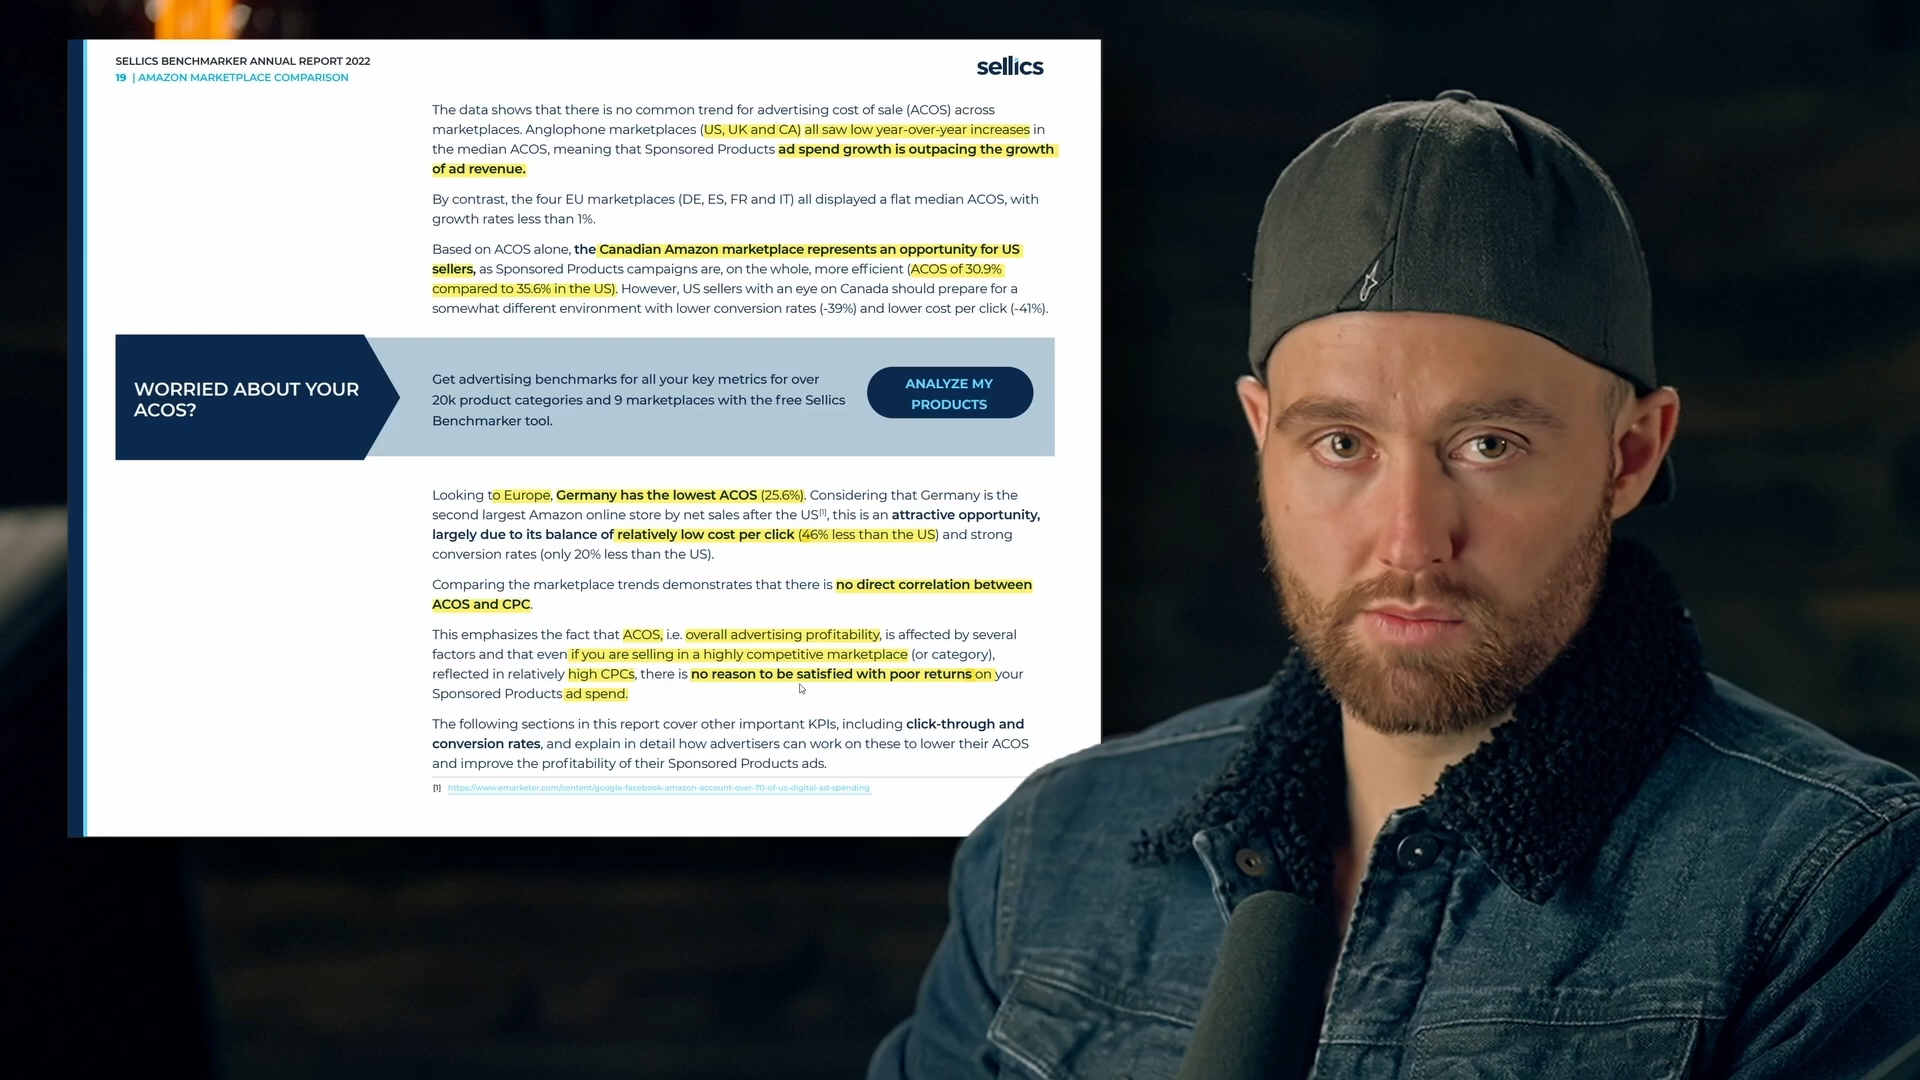 SELLICS BENCHMARKER ANNUAL REPORT 2022
19 | AMAZON MARKETPLACE COMPARISON
sellics
The data shows that there is no common trend for advertising cost of sale (ACOS) across
marketplaces. Anglophone marketplaces (US, UK and CA) all saw low year-over-year increases in
the median ACOS, meaning that Sponsored Products ad spend growth is outpacing the growth
of ad revenue.
By contrast, the four EU marketplaces (DE, ES, FR and IT) all displayed a flat median ACOS, with
growth rates less than 1%.
Based on ACOS alone, the Canadian Amazon marketplace represents an opportunity for US
sellers, as Sponsored Products campaigns are, on the whole, more efficient (ACOS of 30.9%
compared to 35.6% in the US). However, US sellers with an eye on Canada should prepare for a
somewhat different environment with lower conversion rates (-39%) and lower cost per click (-41%).
WORRIED ABOUT YOUR
ACOS?
Get advertising benchmarks for all your key metrics for over
20k product categories and 9 marketplaces with the free Sellics
Benchmarker tool.
ANALYZE MY
PRODUCTS
Looking to Europe, Germany has the lowest ACOS (25.6%). Considering that Germany is the
second largest Amazon online store by net sales after the US[1], this is an attractive opportunity,
largely due to its balance of relatively low cost per click (46% less than the US) and strong
conversion rates (only 20% less than the US).
Comparing the marketplace trends demonstrates that there is no direct correlation between
ACOS and CPC.
This emphasizes the fact that ACOS, i.e. overall advertising profitability, is affected by several
factors and that even if you are selling in a highly competitive marketplace (or category),
reflected in relatively high CPCs, there is no reason to be satisfied with poor returns on your
Sponsored Products ad spend.
The following sections in this report cover other important KPIs, including click-through and
conversion rates, and explain in detail how advertisers can work on these to lower their ACOS
and improve the profitability of their Sponsored Products ads.
[1] https://www.emarketer.com/content/google-facebook-amazon-account-over-70-of-us-digital-ad-spending